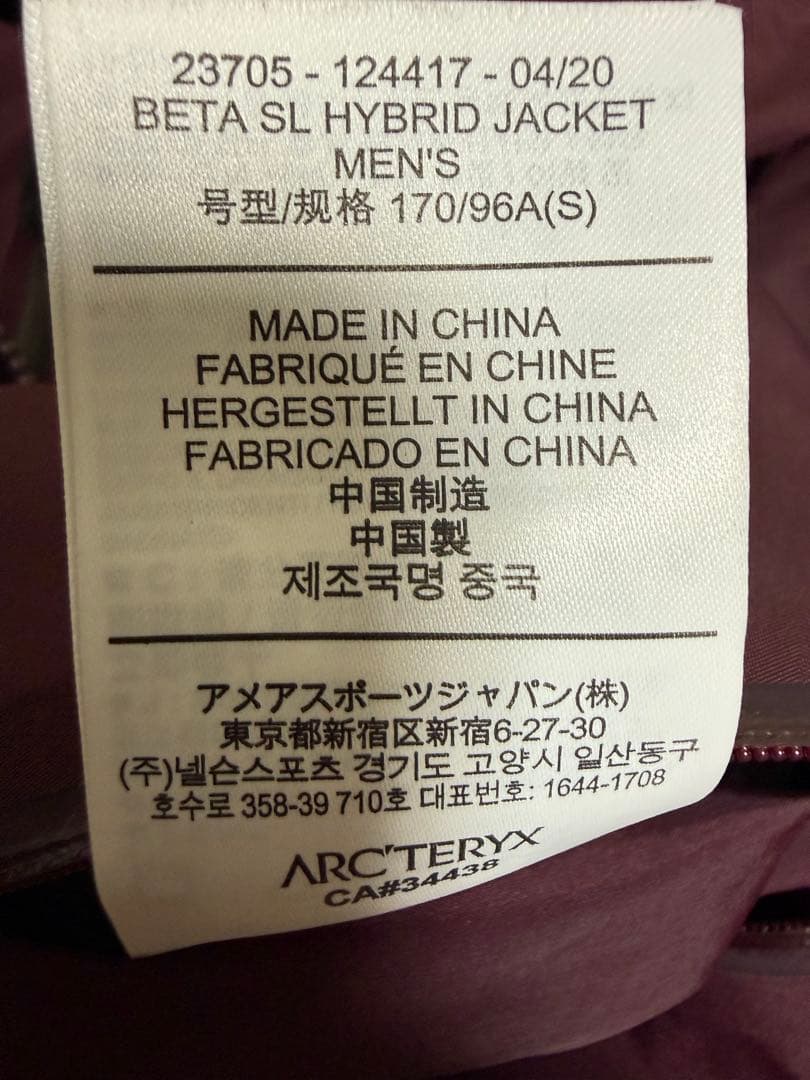 23705 - 124417 - 04/20
BETA SL HYBRID JACKET
MEN'S
号型/规格 170/96A(S)
MADE IN CHINA
FABRIQUÉ EN CHINE
HERGESTELLT IN CHINA
FABRICADO EN CHINA
中国制造
中国製
제조국명 중국
アメアスポーツジャパン(株)
東京都新宿区新宿6-27-30
(주)넬슨스포츠 경기도 고양시 일산동구
호수로 358-39 710호 대표번호: 1644-1708
ARC'TERYX
CA#34438